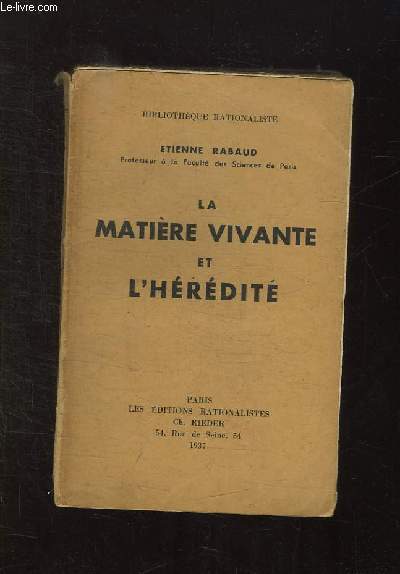 Le-livre.com
BIBLIOTHÈQUE RATIONALISTE
ETIENNE RABAUD
Professeur à la Faculté des Sciences de Paris
LA
MATIÈRE VIVANTE
ET
L'HÉRÉDITÉ
PARIS
LES ÉDITIONS RATIONALISTES
Ch. RIEDER
54, Rue de Seine, 54
1937